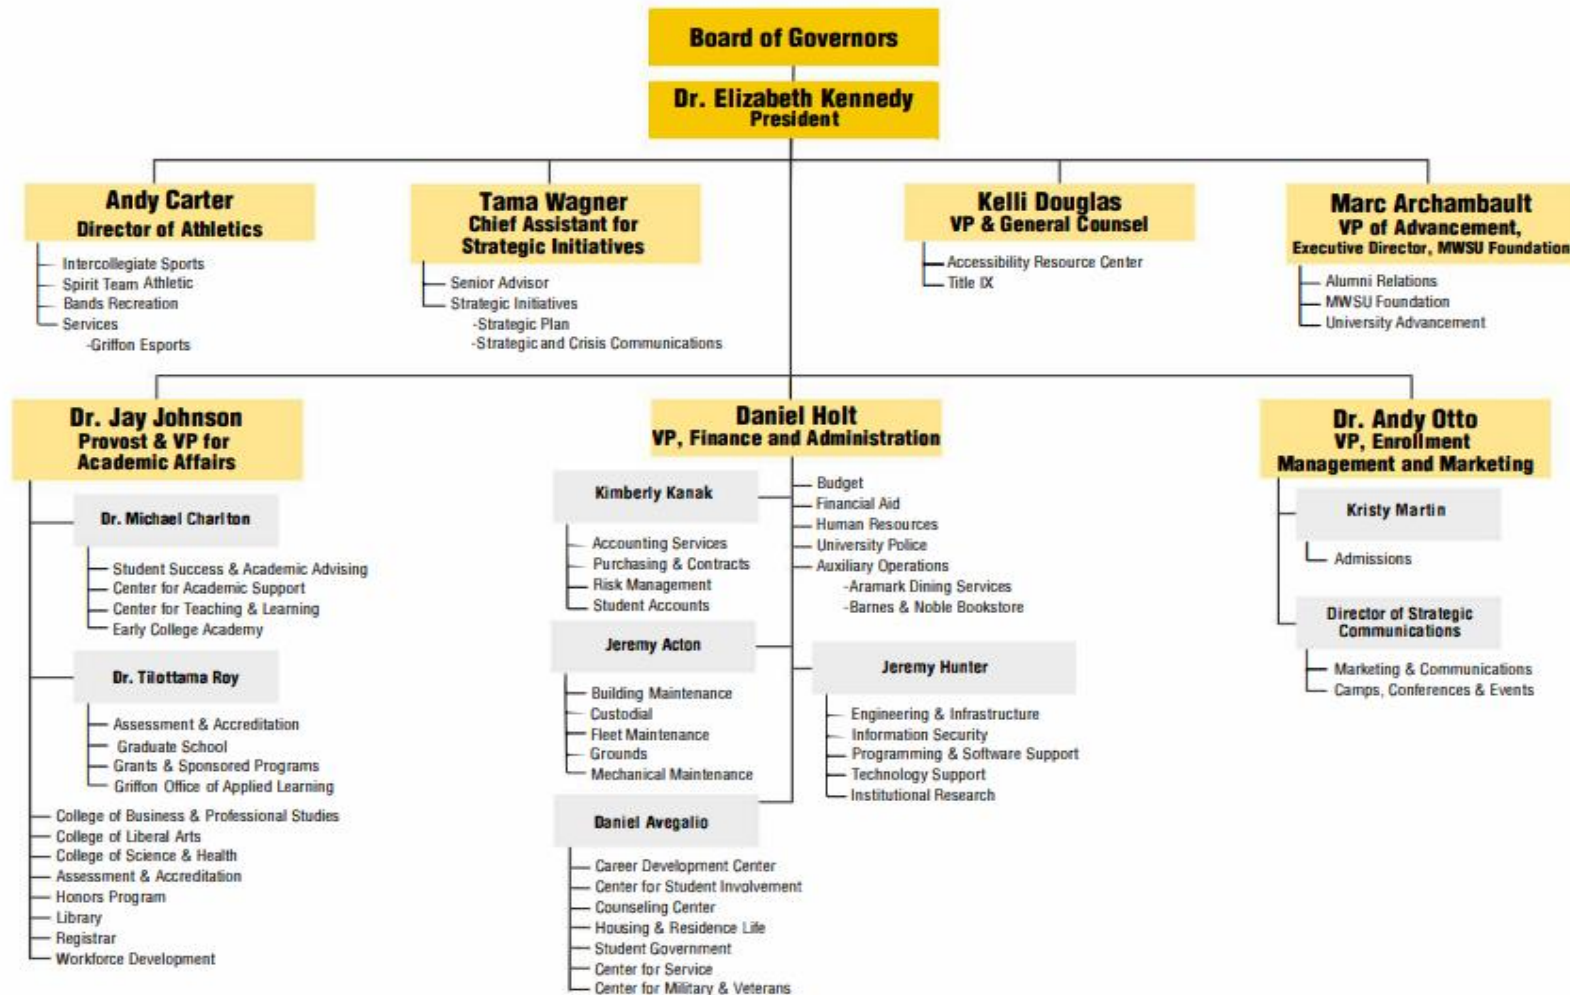 Board of Governors
Dr. Elizabeth Kennedy
President
Andy Carter
Director of Athletics
Intercollegiate Sports
Spirit Team Athletic
Bands Recreation
Services
-Griffon Esports
Tama Wagner
Chief Assistant for
Strategic Initiatives
Senior Advisor
Strategic Initiatives
-Strategic Plan
-Strategic and Crisis Communications
Kelli Douglas
VP & General Counsel
Accessibility Resource Center
Title IX
Marc Archambault
VP of Advancement,
Executive Director, MWSU Foundation
Alumni Relations
MWSU Foundation
University Advancement
Dr. Jay Johnson
Provost & VP for
Academic Affairs
Dr. Michael Charlton
Student Success & Academic Advising
Center for Academic Support
Center for Teaching & Learning
Early College Academy
Dr. Tilottama Roy
Assessment & Accreditation
Graduate School
Grants & Sponsored Programs
Griffon Office of Applied Learning
College of Business & Professional Studies
College of Liberal Arts
College of Science & Health
Assessment & Accreditation
Honors Program
Library
Registrar
Workforce Development
Daniel Holt
VP, Finance and Administration
Kimberly Kanak
Accounting Services
Purchasing & Contracts
Risk Management
Student Accounts
Budget
Financial Aid
Human Resources
University Police
Auxiliary Operations
-Aramark Dining Services
-Barnes & Noble Bookstore
Jeremy Acton
Building Maintenance
Custodial
Fleet Maintenance
Grounds
Mechanical Maintenance
Jeremy Hunter
Engineering & Infrastructure
Information Security
Programming & Software Support
Technology Support
Institutional Research
Daniel Avegalio
Career Development Center
Center for Student Involvement
Counseling Center
Housing & Residence Life
Student Government
Center for Service
Center for Military & Veterans
Dr. Andy Otto
VP, Enrollment
Management and Marketing
Kristy Martin
Admissions
Director of Strategic
Communications
Marketing & Communications
Camps, Conferences & Events